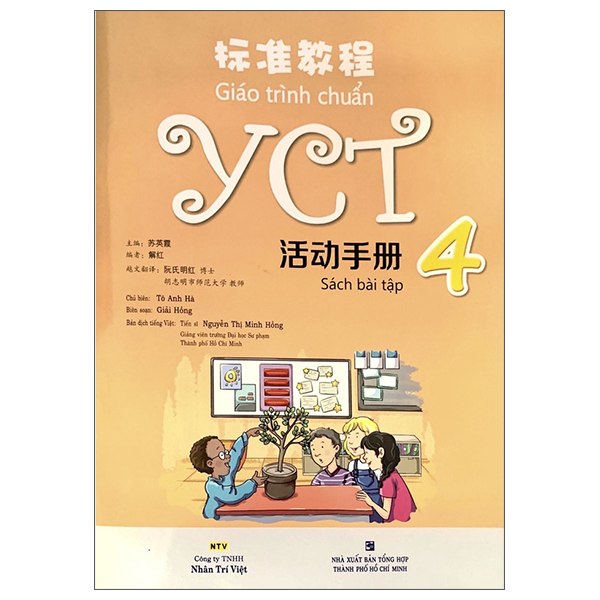 标准教程
Giáo trình chuẩn
YCT
4
活动手册
Sách bài tập
主编: 苏英霞
编者: 解红
越文翻译: 阮氏明红 博士
胡志明市师范大学 教师
Chủ biên: Tô Anh Hà
Biên soạn: Giải Hồng
Bản dịch tiếng Việt: Tiến sĩ Nguyễn Thị Minh Hồng
Giảng viên trường Đại học Sư phạm
Thành phố Hồ Chí Minh
NTV
Công ty TNHH
Nhân Trí Việt
NHÀ XUẤT BẢN TỔNG HỢP
THÀNH PHỐ HỒ CHÍ MINH